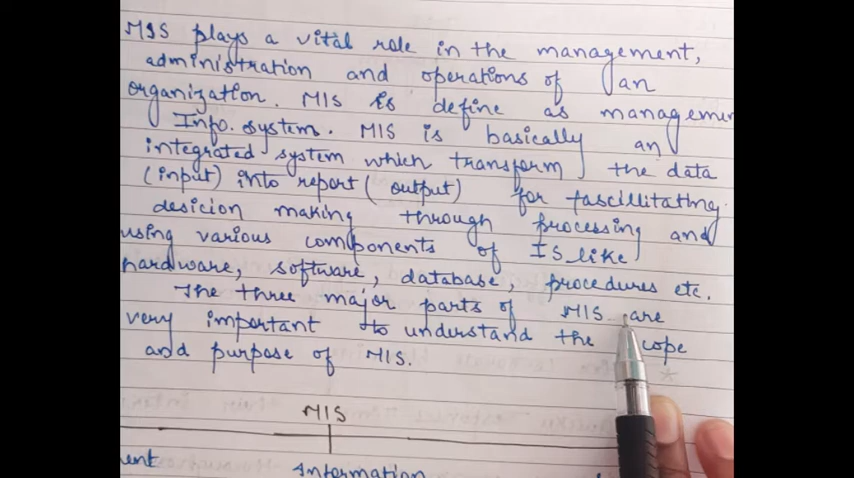 MIS plays a vital role in the management,
administration and operations of an
organization. MIS is define as managemen
Info. system. MIS is basically an
integrated system which transform the data
(input) into report (output) for fascillitating
desicion making through processing and
using various components of IS like
hardware, software, database, procedures etc.
The three major parts of MIS are
very important to understand the cope
and purpose of MIS.
MIS
ent Information